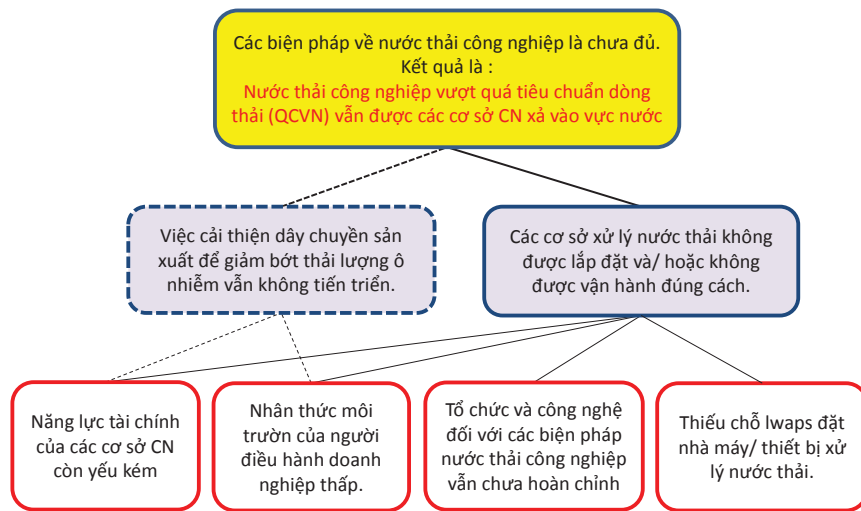 Các biện pháp về nước thải công nghiệp là chưa đủ.
Kết quả là :
Nước thải công nghiệp vượt quá tiêu chuẩn dòng
thải (QCVN) vẫn được các cơ sở CN xả vào vực nước
Việc cải thiện dây chuyền sản
xuất để giảm bớt thải lượng ô
nhiễm vẫn không tiến triển.
Các cơ sở xử lý nước thải không
được lắp đặt và/ hoặc không
được vận hành đúng cách.
Năng lực tài chính
của các cơ sở CN
còn yếu kém
Nhân thức môi
trườn của người
điều hành doanh
nghiệp thấp.
Tổ chức và công nghệ
đối với các biện pháp
nước thải công nghiệp
vẫn chưa hoàn chỉnh
Thiếu chỗ lwaps đặt
nhà máy/ thiết bị xử
lý nước thải.